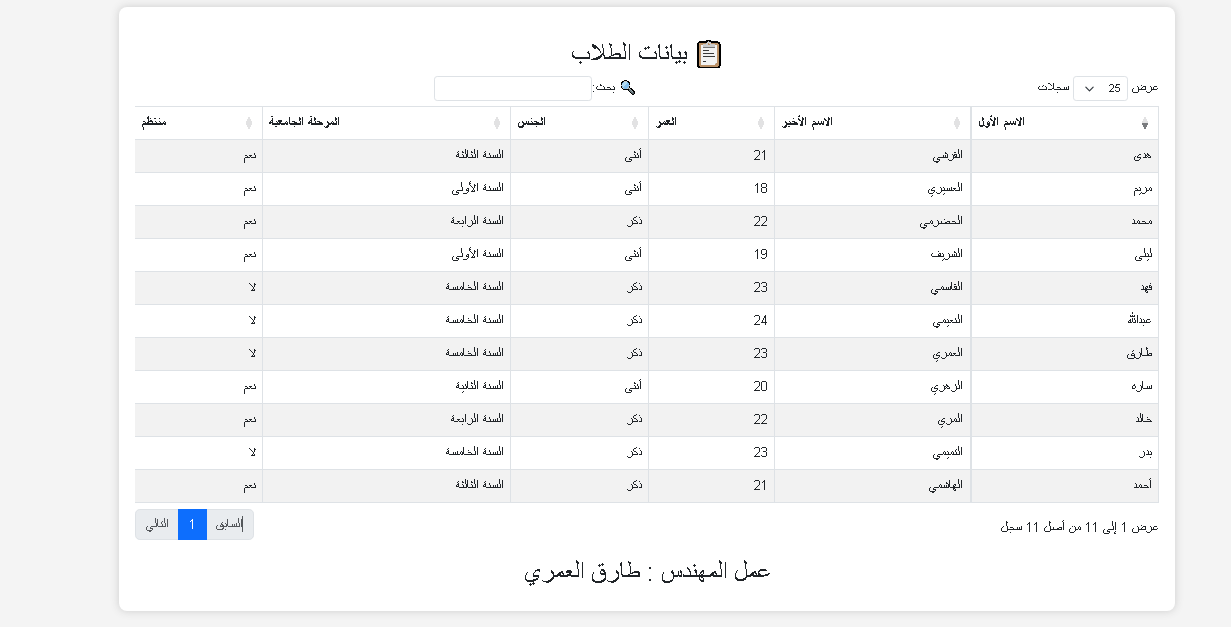 📋 بيانات الطلاب
عرض 25 سجلات
🔍 بحث:
الاسم الأول الاسم الأخير العمر الجنس المرحلة الجامعية منتظم
هدى القرشي 21 أنثى السنة الثالثة نعم
مريم العسيري 18 أنثى السنة الأولى نعم
محمد الحضرمي 22 ذكر السنة الرابعة نعم
ليلى الشريف 19 أنثى السنة الأولى نعم
فهد القاسمي 23 ذكر السنة الخامسة لا
عبدالله النعيمي 24 ذكر السنة الخامسة لا
طارق العمري 23 ذكر السنة الخامسة لا
ساره الزهري 20 أنثى السنة الثانية نعم
خالد المري 22 ذكر السنة الرابعة نعم
بدر التميمي 23 ذكر السنة الخامسة لا
أحمد الهاشمي 21 ذكر السنة الثالثة نعم
عرض 1 إلى 11 من أصل 11 سجل
السابق 1 التالي
عمل المهندس : طارق العمري